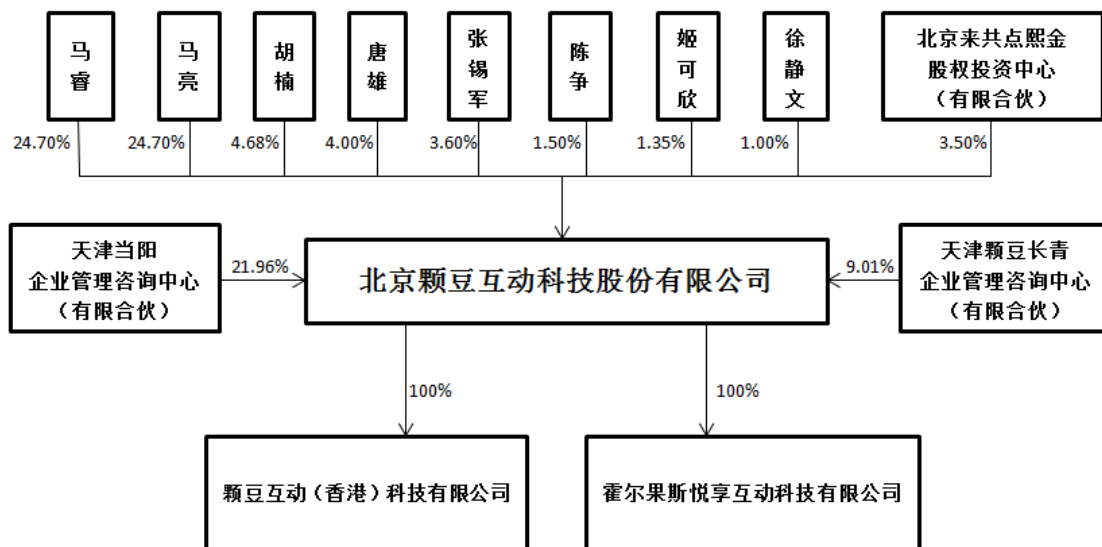 马睿
马亮
胡楠
唐雄
张锡军
陈争
姬可欣
徐静文
北京来共点熙金
股权投资中心
（有限合伙）
24.70%
24.70%
4.68%
4.00%
3.60%
1.50%
1.35%
1.00%
3.50%
天津当阳
企业管理咨询中心
（有限合伙）
21.96%
北京颗豆互动科技股份有限公司
9.01%
天津颗豆长青
企业管理咨询中心
（有限合伙）
100%
100%
颗豆互动（香港）科技有限公司
霍尔果斯悦享互动科技有限公司